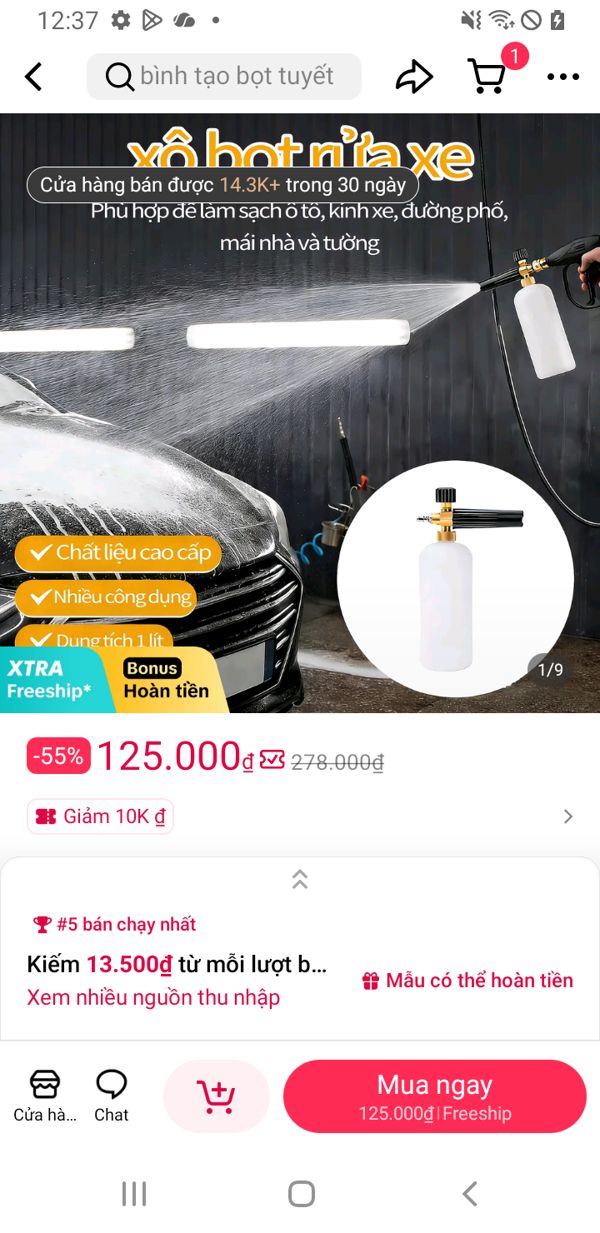 12:37
bình tạo bọt tuyết
1
xô bọt rửa xe
Cửa hàng bán được 14.3K+ trong 30 ngày
Phù hợp để làm sạch ô tô, kính xe, đường phố,
mái nhà và tường
Chất liệu cao cấp
Nhiều công dụng
Dung tích 1 lít
XTRA
Freeship*
Bonus
Hoàn tiền
1/9
-55% 125.000₫ 278.000₫
Giảm 10K ₫
#5 bán chạy nhất
Kiếm 13.500₫ từ mỗi lượt b...
Xem nhiều nguồn thu nhập
Mẫu có thể hoàn tiền
Cửa hà...
Chat
Mua ngay
125.000₫ | Freeship